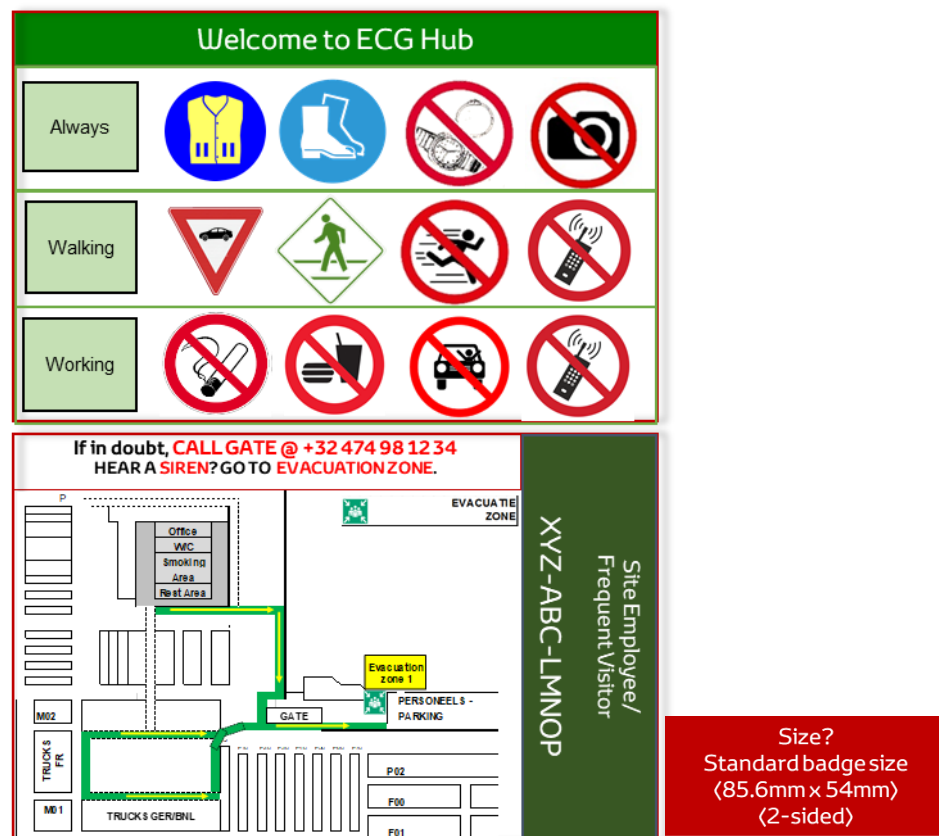 Welcome to ECG Hub
Always
Walking
Working
If in doubt, CALL GATE @ +32 474 98 12 34
HEAR A SIREN? GO TO EVACUATION ZONE.
P
EVACUATIE
ZONE
Office
W/C
Smoking
Area
Rest Area
Evacuation
zone 1
PERSONEELS -
PARKING
GATE
M02
TRUCKS
FR
M01
TRUCKS GER/BNL
P02
F00
F01
Site Employee/
Frequent Visitor
XYZ-ABC-LMNOP
Size?
Standard badge size
(85.6mm x 54mm)
(2-sided)